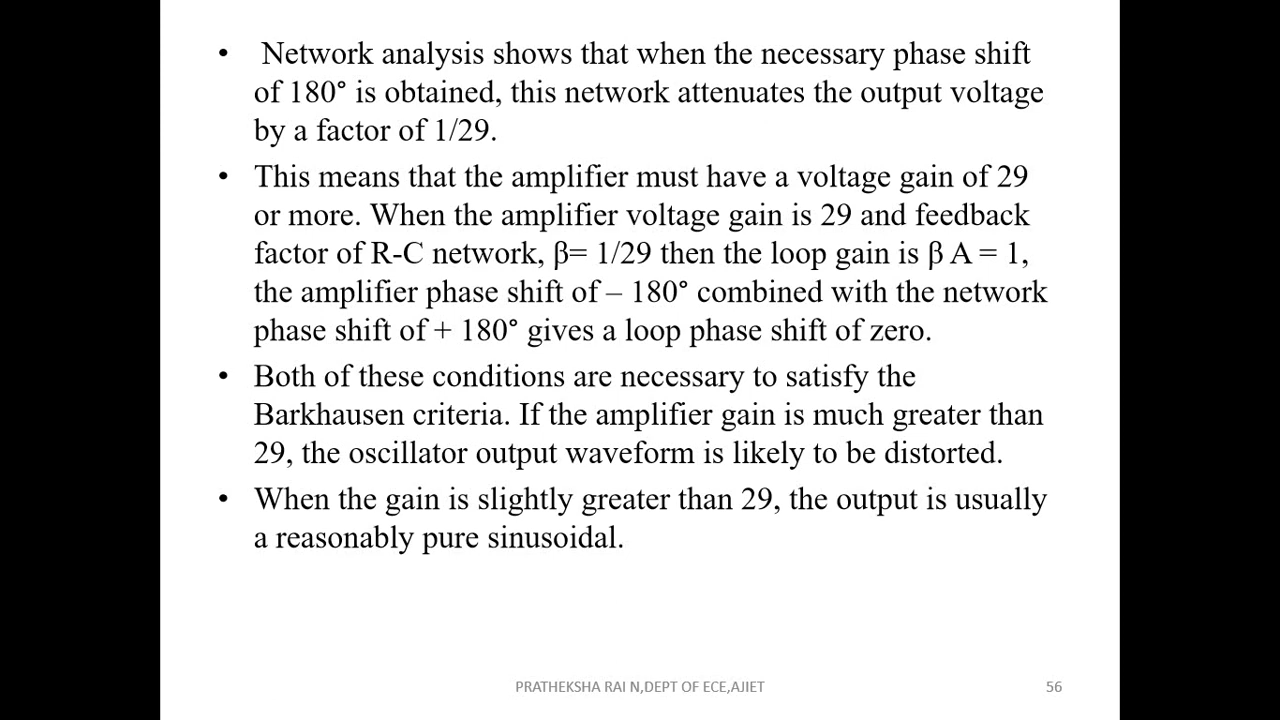 •  Network analysis shows that when the necessary phase shift
of 180° is obtained, this network attenuates the output voltage
by a factor of 1/29.
• This means that the amplifier must have a voltage gain of 29
or more. When the amplifier voltage gain is 29 and feedback
factor of R-C network, β= 1/29 then the loop gain is β A = 1,
the amplifier phase shift of – 180° combined with the network
phase shift of + 180° gives a loop phase shift of zero.
• Both of these conditions are necessary to satisfy the
Barkhausen criteria. If the amplifier gain is much greater than
29, the oscillator output waveform is likely to be distorted.
• When the gain is slightly greater than 29, the output is usually
a reasonably pure sinusoidal.
PRATHEKSHA RAI N,DEPT OF ECE,AJIET 56